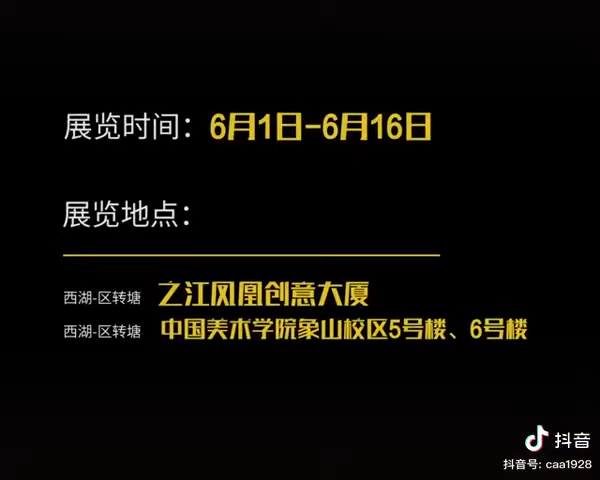 展览时间：6月1日-6月16日
展览地点：
西湖-区转塘 之江凤凰创意大厦
西湖-区转塘 中国美术学院象山校区5号楼、6号楼
抖音
抖音号: caa1928